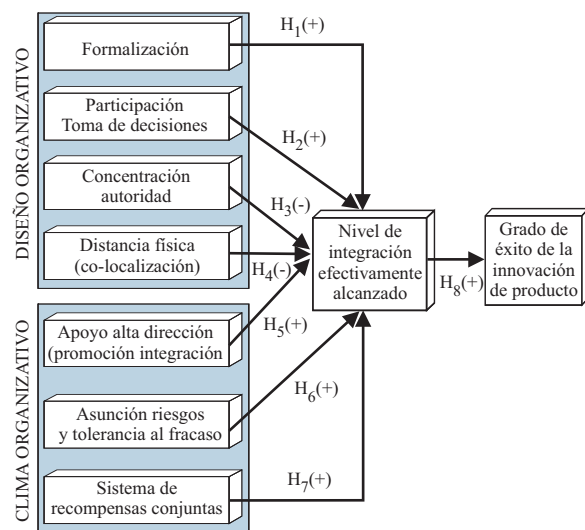 DISEÑO ORGANIZATIVO
Formalización
H1(+)
Participación
Toma de decisiones
H2(+)
Concentración
autoridad
H3(-)
Distancia física
(co-localización)
H4(-)
CLIMA ORGANIZATIVO
Apoyo alta dirección
(promoción integración
H5(+)
Asunción riesgos
y tolerancia al fracaso
H6(+)
Sistema de
recompensas conjuntas
H7(+)
Nivel de
integración
efectivamente
alcanzado
H8(+)
Grado de
éxito de la
innovación
de producto